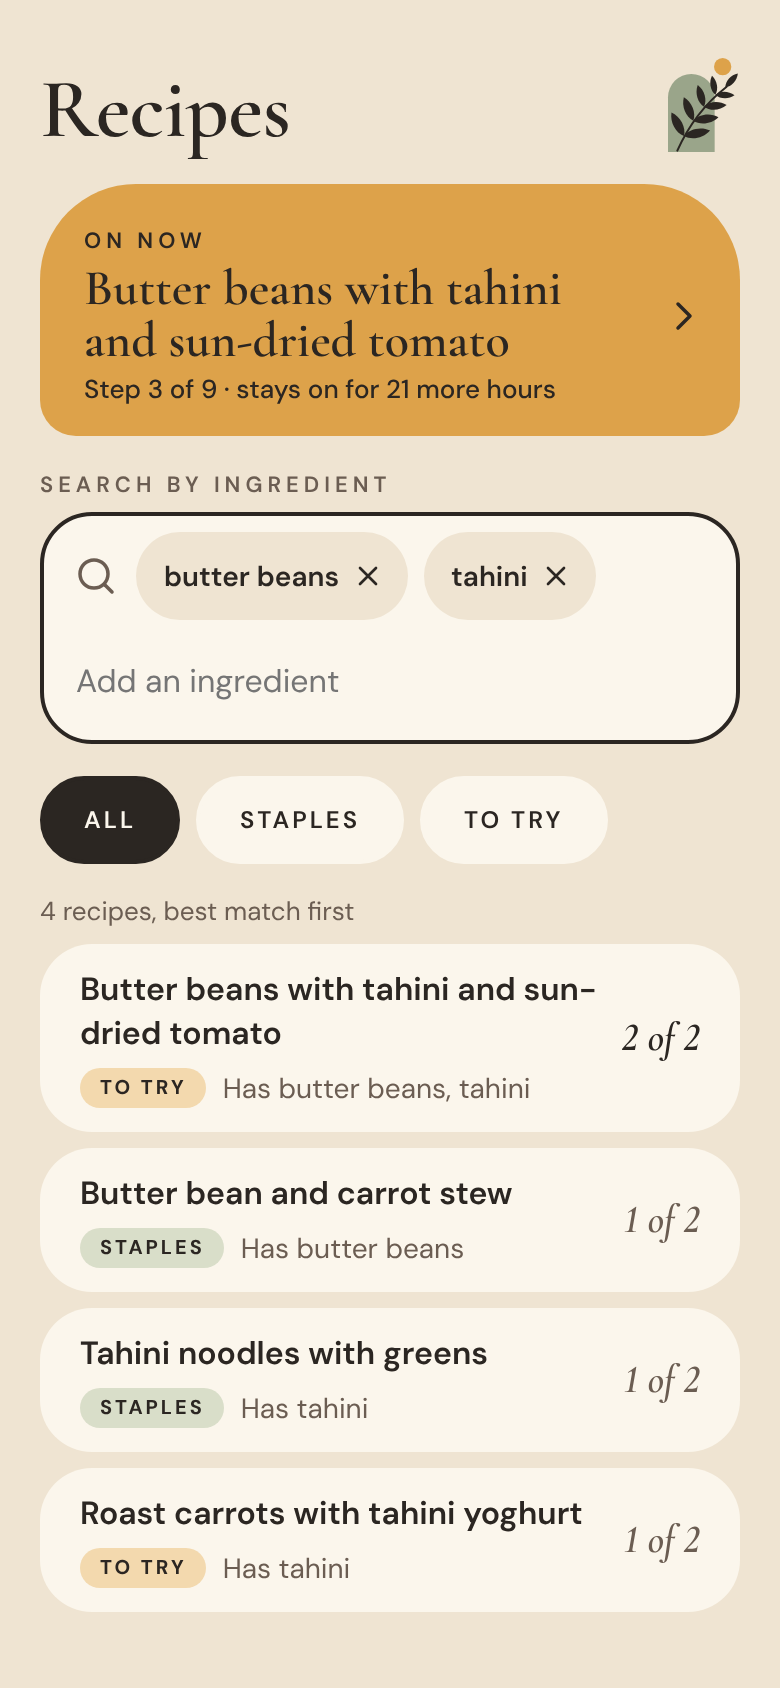 Recipes
ON NOW
Butter beans with tahini
and sun-dried tomato
Step 3 of 9 · stays on for 21 more hours
SEARCH BY INGREDIENT
butter beans
tahini
Add an ingredient
ALL
STAPLES
TO TRY
4 recipes, best match first
Butter beans with tahini and sun-
dried tomato
2 of 2
TO TRY
Has butter beans, tahini
Butter bean and carrot stew
1 of 2
STAPLES
Has butter beans
Tahini noodles with greens
1 of 2
STAPLES
Has tahini
Roast carrots with tahini yoghurt
1 of 2
TO TRY
Has tahini